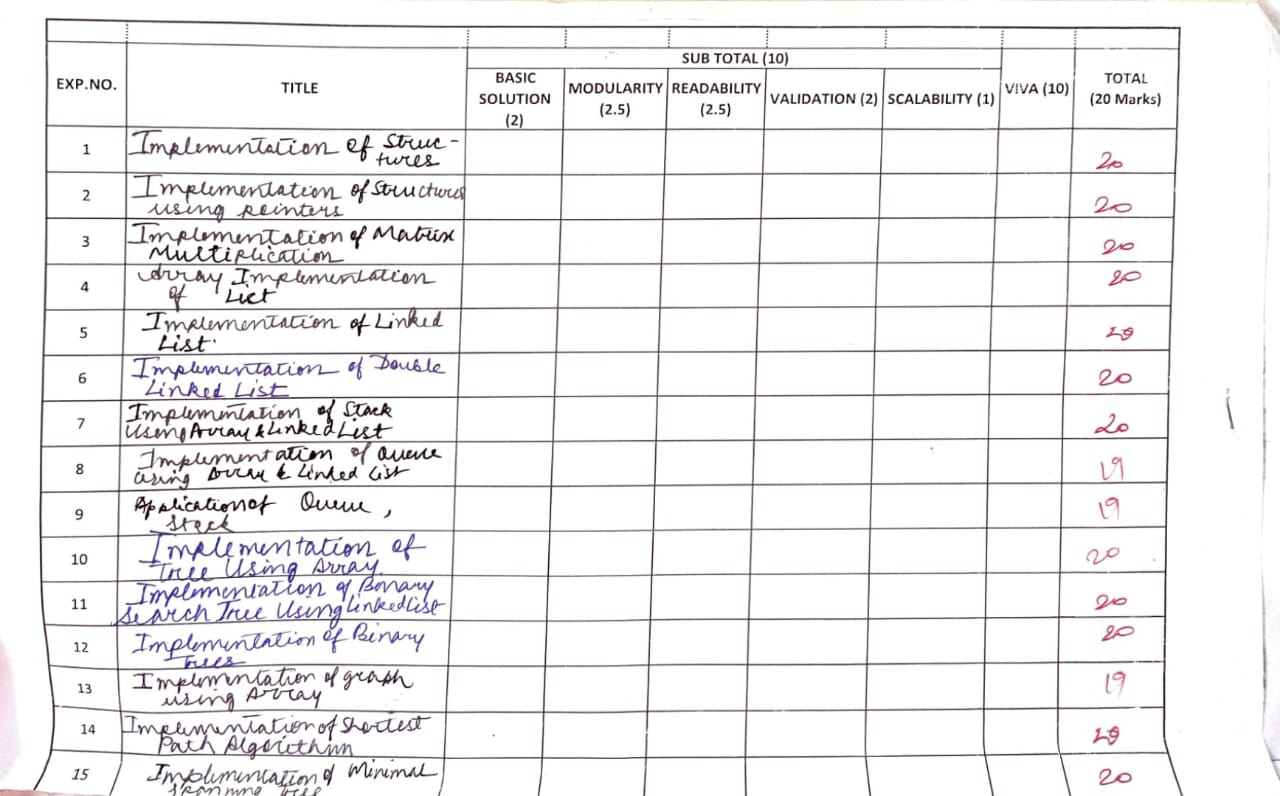 SUB TOTAL (10)
EXP.NO.
TITLE
BASIC
SOLUTION
(2)
MODULARITY
(2.5)
READABILITY
(2.5)
VALIDATION (2)
SCALABILITY (1)
VIVA (10)
TOTAL
(20 Marks)
1
Implementation of Struc-
tures
20
2
Implementation of Structures
using pointers
20
3
Implementation of Matrix
Multiplication
20
4
Array Implementation
of List
20
5
Implementation of Linked
List.
6
Implementation of Double
Linked List
20
7
Implementation of Stack
Using Array & Linked List
20
8
Implementation of Queue
using Array & Linked List
19
9
Application of Queue,
Stack
19
10
Implementation of
Tree Using Array
20
11
Implementation of Binary
Search Tree Using Linked List
20
12
Implementation of Binary
Trees
20
13
Implementation of graph
using Array
19
14
Implementation of Shortest
Path Algorithm
15
Implementation of Minimal
Spanning Tree
20